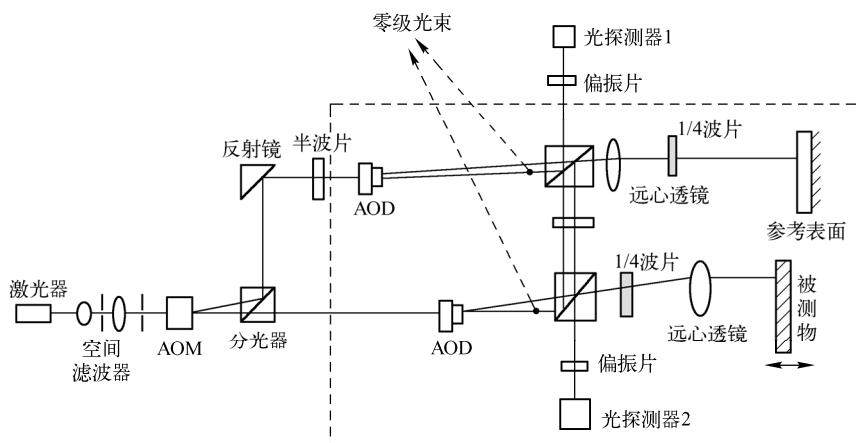 零级光束
光探测器1
偏振片
1/4波片
反射镜
半波片
AOD
远心透镜
参考表面
1/4波片
激光器
空间
滤波器
AOM
分光器
AOD
远心透镜
被测物
偏振片
光探测器2